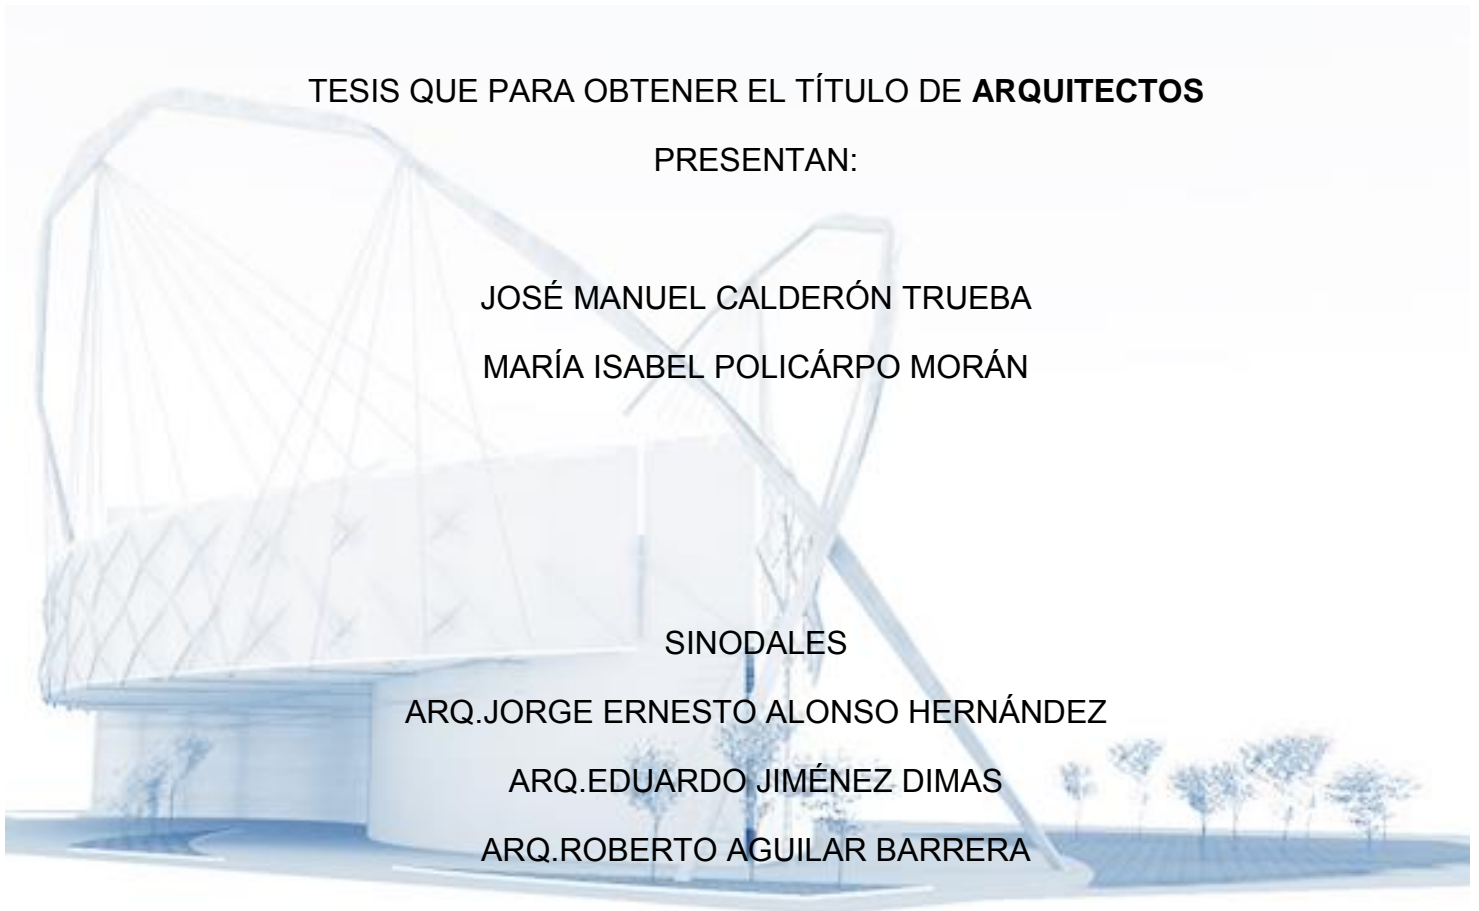 TESIS QUE PARA OBTENER EL TÍTULO DE ARQUITECTOS
PRESENTAN:
JOSÉ MANUEL CALDERÓN TRUEBA
MARÍA ISABEL POLICÁRPO MORÁN
SINODALES
ARQ.JORGE ERNESTO ALONSO HERNÁNDEZ
ARQ.EDUARDO JIMÉNEZ DIMAS
ARQ.ROBERTO AGUILAR BARRERA